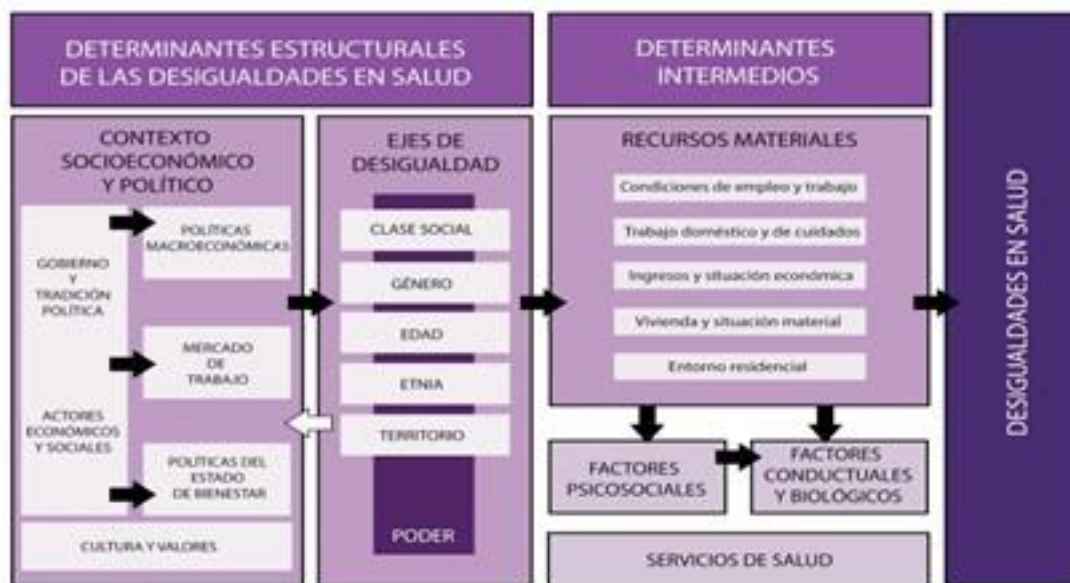 DETERMINANTES ESTRUCTURALES
DE LAS DESIGUALDADES EN SALUD
DETERMINANTES
INTERMEDIOS
CONTEXTO
SOCIOECONÓMICO
Y POLÍTICO
GOBIERNO
Y
TRADICIÓN
POLÍTICA
ACTORES
ECONÓMICOS
Y SOCIALES
POLÍTICAS
MACROECONÓMICAS
MERCADO
DE
TRABAJO
POLÍTICAS DEL
ESTADO
DE BIENESTAR
CULTURA Y VALORES
EJES DE
DESIGUALDAD
CLASE SOCIAL
GÉNERO
EDAD
ETNIA
TERRITORIO
PODER
RECURSOS MATERIALES
Condiciones de empleo y trabajo
Trabajo doméstico y de cuidados
Ingresos y situación económica
Vivienda y situación material
Entorno residencial
FACTORES
PSICOSOCIALES
FACTORES
CONDUCTUALES
Y BIOLÓGICOS
SERVICIOS DE SALUD
DESIGUALDADES EN SALUD